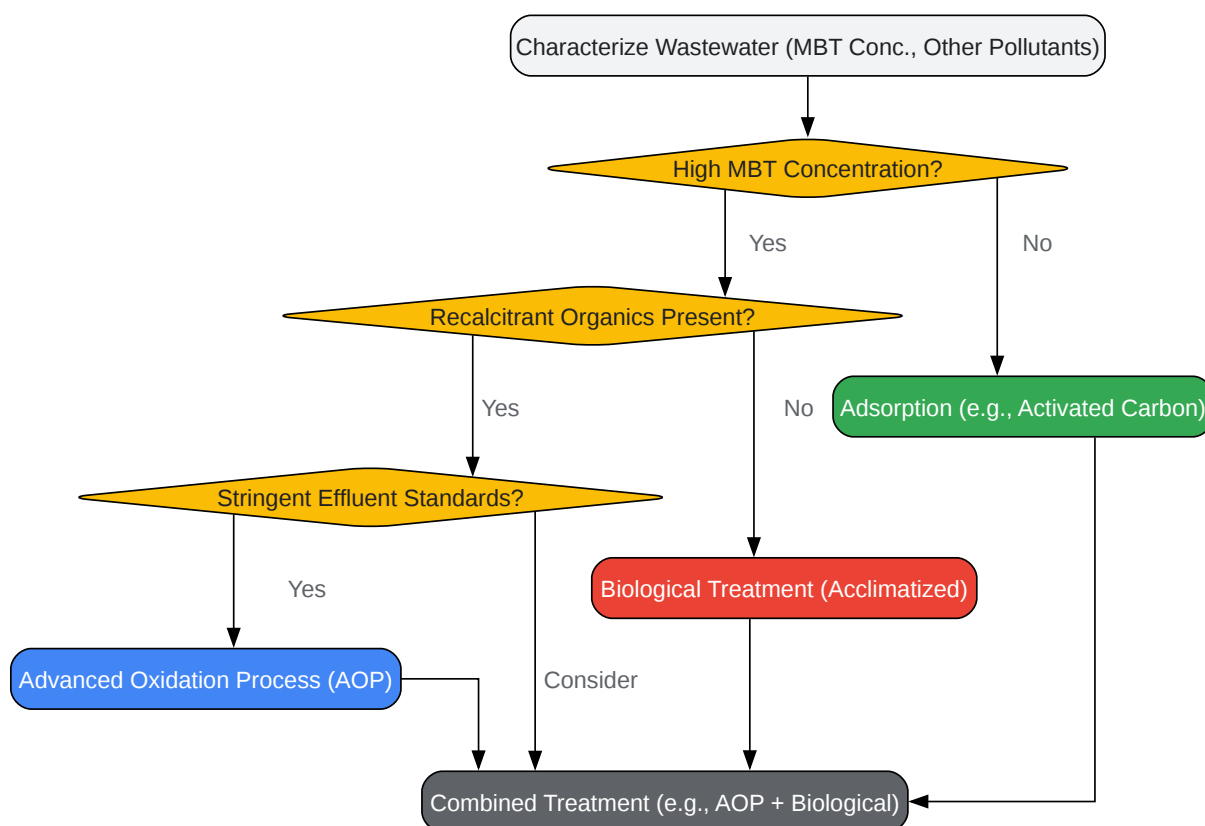 Characterize Wastewater (MBT Conc., Other Pollutants)
High MBT Concentration?
Yes
No
Recalcitrant Organics Present?
Yes
No
Adsorption (e.g., Activated Carbon)
Stringent Effluent Standards?
Yes
Biological Treatment (Acclimatized)
Advanced Oxidation Process (AOP)
Consider
Combined Treatment (e.g., AOP + Biological)